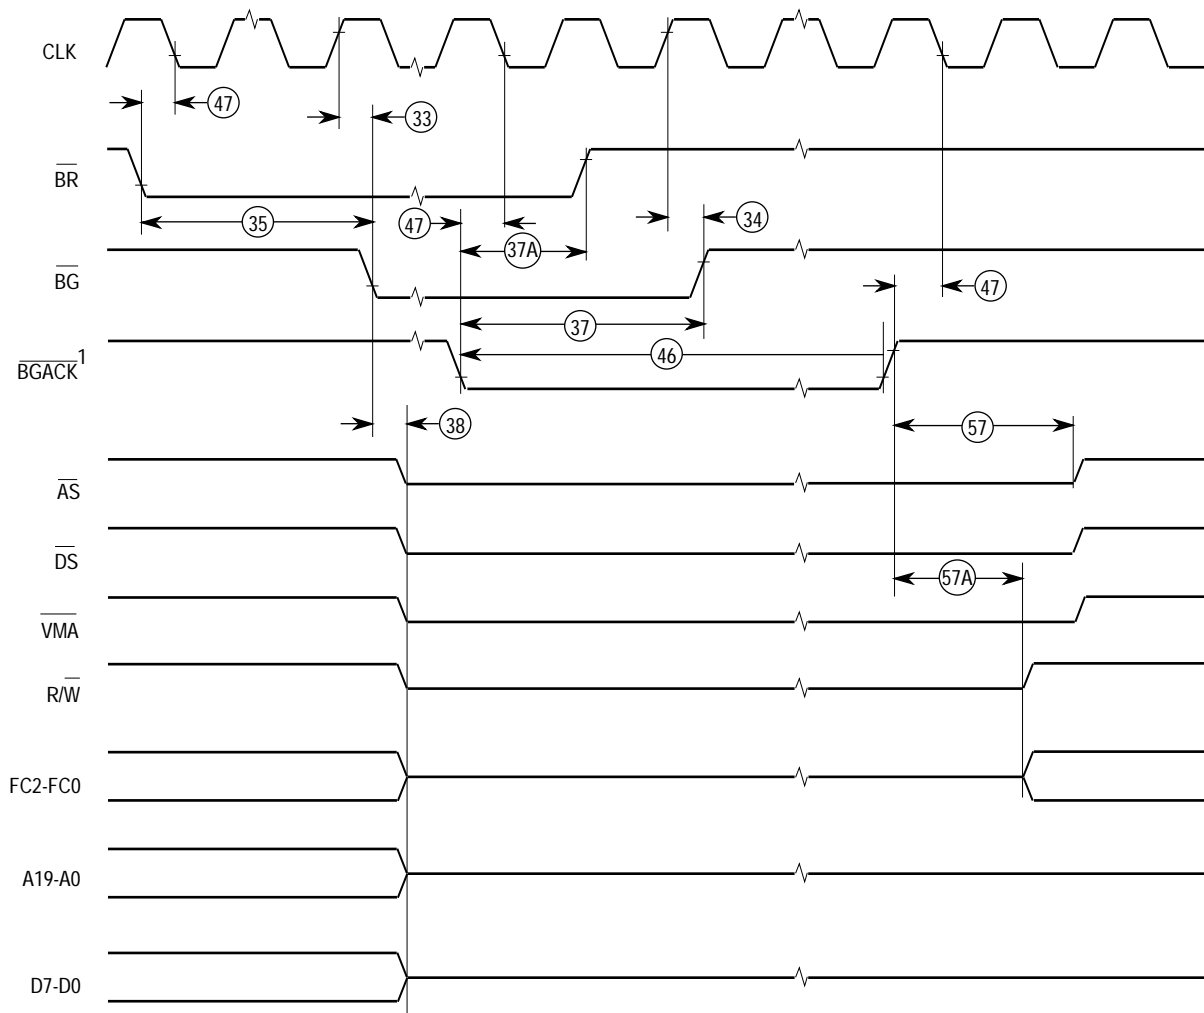 CLK
47
33
BR
35
47
37A
34
BG
47
37
BGACK1
46
38
57
AS
DS
57A
VMA
R/W
FC2-FC0
A19-A0
D7-D0